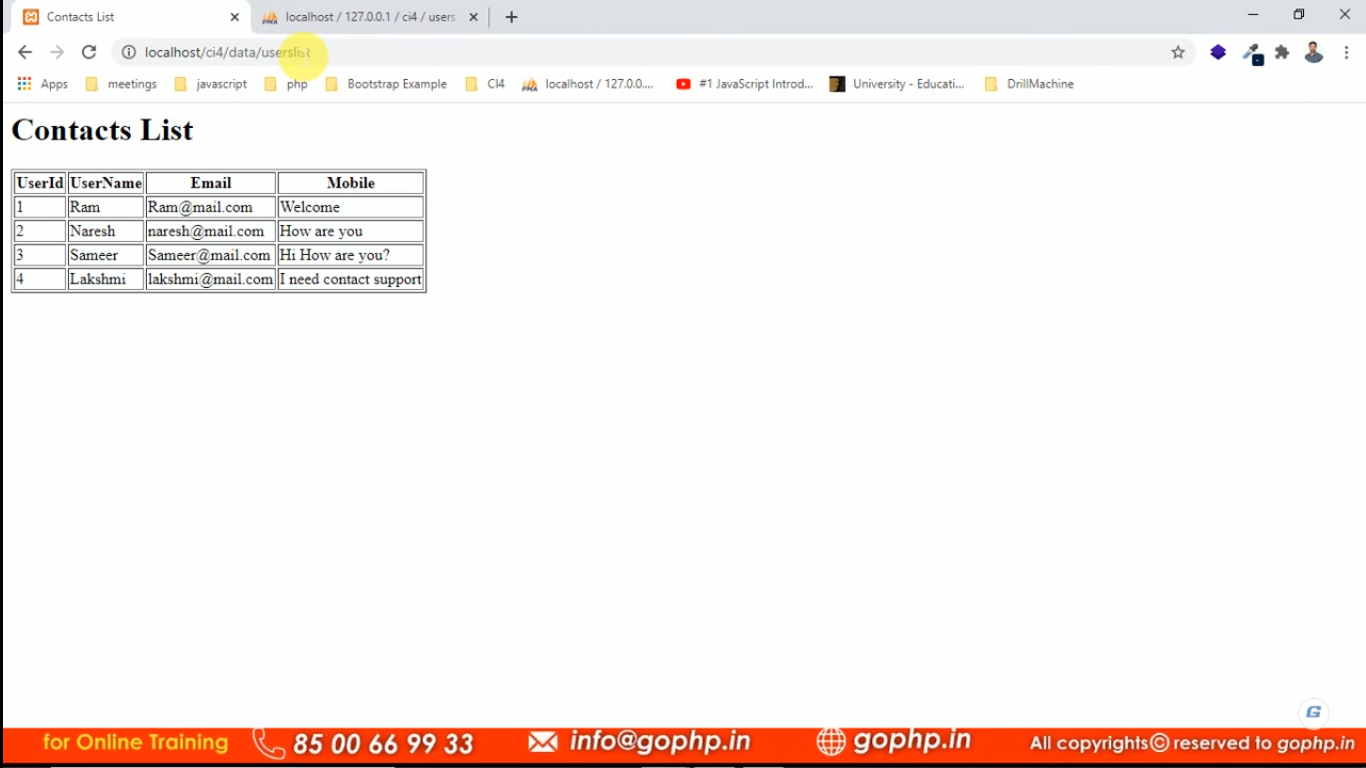 Contacts List
localhost / 127.0.0.1 / ci4 / users
localhost/ci4/data/userslist
Apps meetings javascript php Bootstrap Example CI4 localhost / 127.0.0.... #1 JavaScript Introd... University - Educati... DrillMachine
Contacts List
UserId UserName Email Mobile
1 Ram Ram@mail.com Welcome
2 Naresh naresh@mail.com How are you
3 Sameer Sameer@mail.com Hi How are you?
4 Lakshmi lakshmi@mail.com I need contact support
G
for Online Training 85 00 66 99 33 info@gophp.in gophp.in All copyrights© reserved to gophp.in